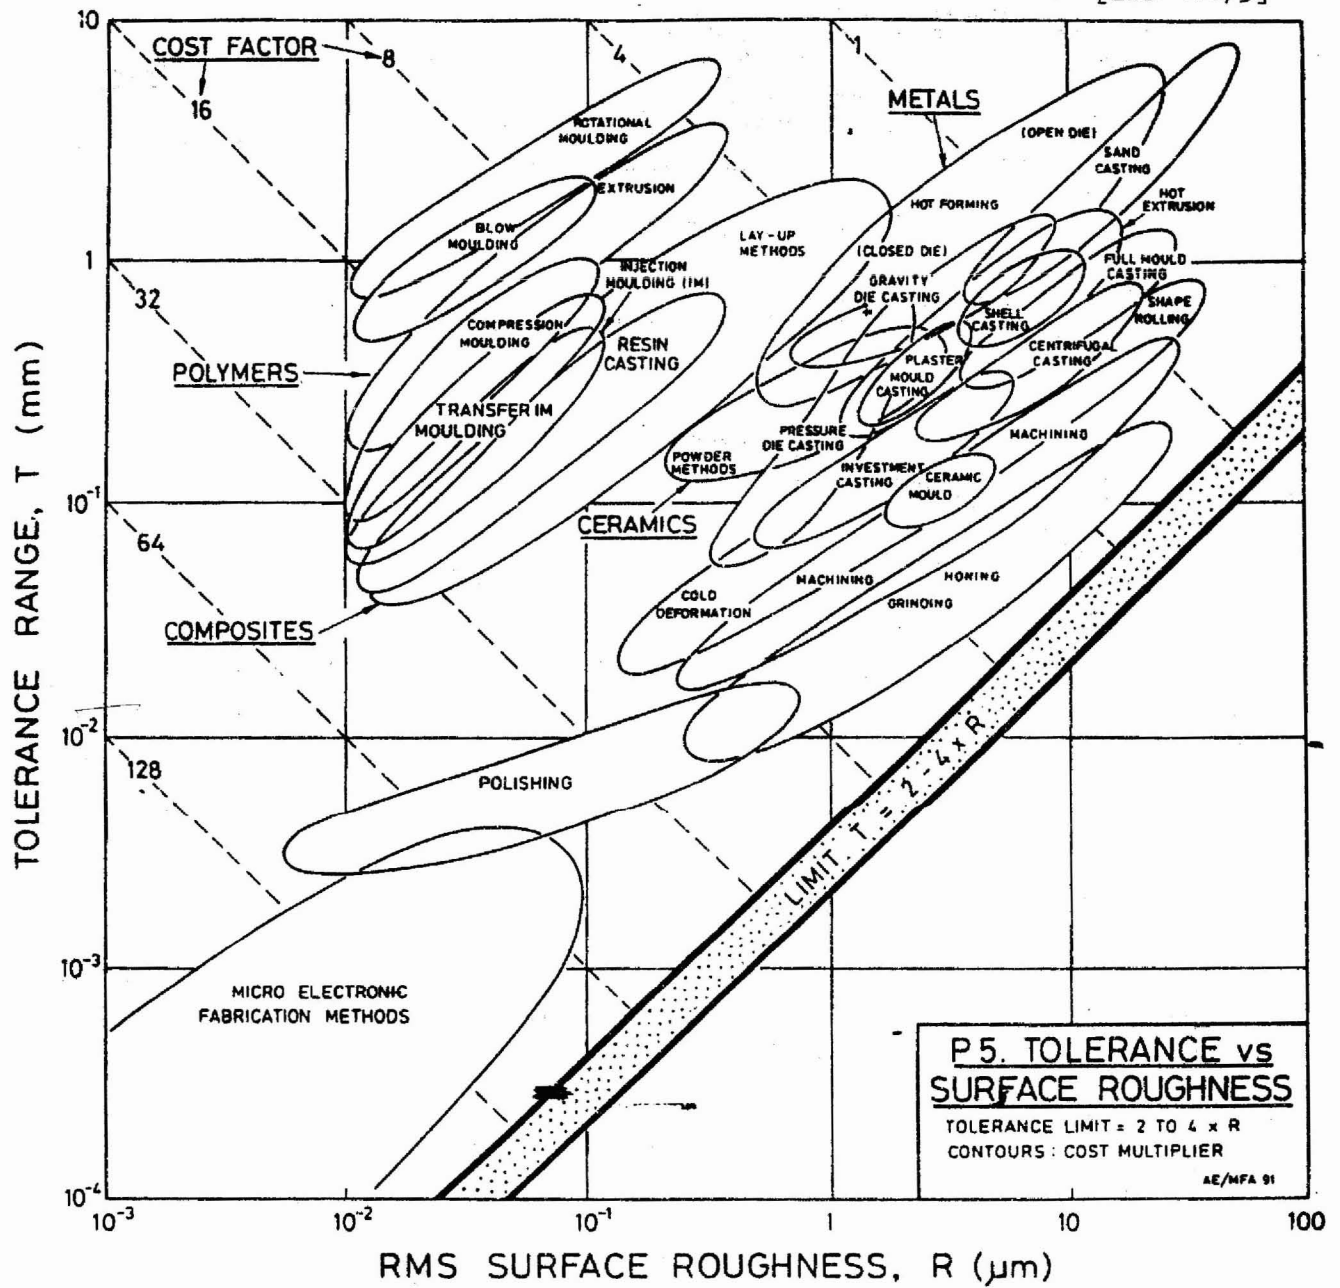 10
COST FACTOR
16
8
4
1
METALS
ROTATIONAL
MOULDING
(OPEN DIE)
SAND
CASTING
EXTRUSION
HOT
EXTRUSION
HOT FORMING
BLOW
MOULDING
LAY-UP
METHODS
(CLOSED DIE)
1
32
INJECTION
MOULDING (IM)
GRAVITY
DIE CASTING
FULL MOULD
CASTING
SHAPE
ROLLING
COMPRESSION
MOULDING
RESIN
CASTING
SHELL
CASTING
CENTRIFUGAL
CASTING
POLYMERS
PLASTER
MOULD
CASTING
TRANSFER IM
MOULDING
PRESSURE
DIE CASTING
MACHINING
POWDER
METHODS
INVESTMENT
CASTING
CERAMIC
MOULD
10-1
CERAMICS
64
COMPOSITES
COLD
DEFORMATION
MACHINING
HONING
GRINDING
10-2
128
POLISHING
LIMIT T = 2 - 4 x R
10-3
MICRO ELECTRONIC
FABRICATION METHODS
P5. TOLERANCE vs
SURFACE ROUGHNESS
TOLERANCE LIMIT = 2 TO 4 x R
CONTOURS : COST MULTIPLIER
AE/MFA 91
10-4
10-3
10-2
10-1
1
10
100
TOLERANCE RANGE, T (mm)
RMS SURFACE ROUGHNESS, R (μm)